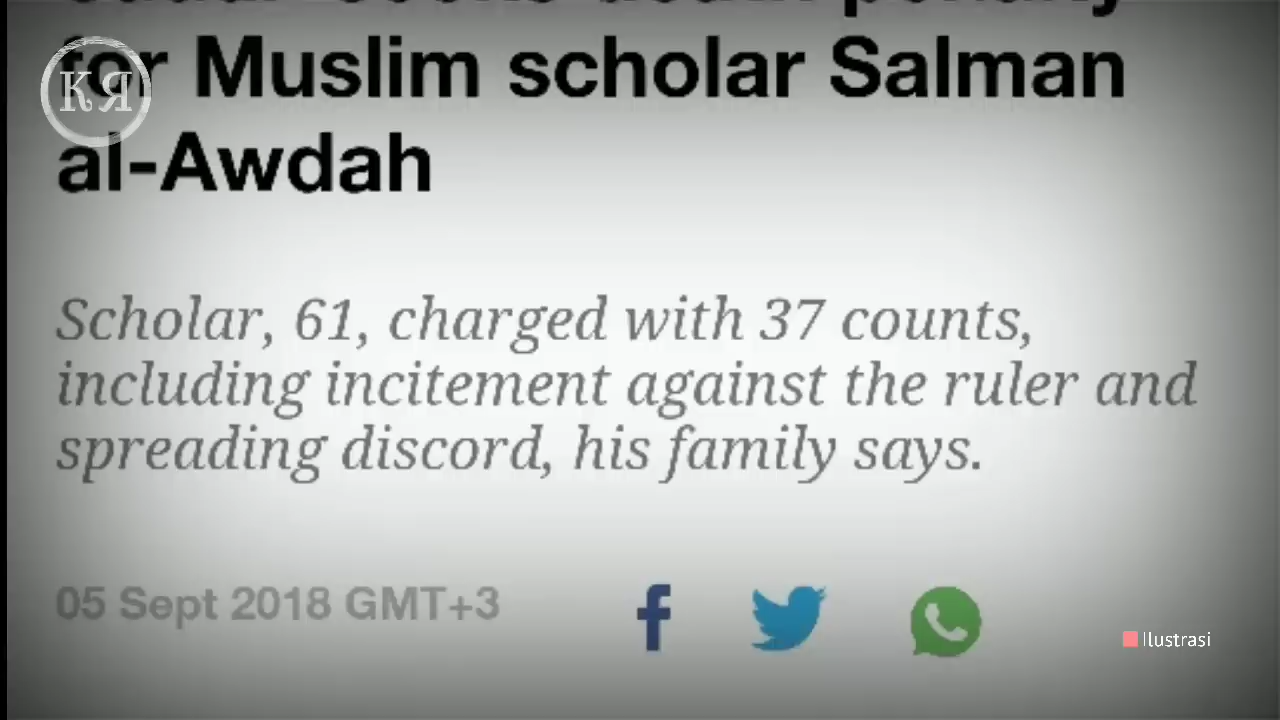 for Muslim scholar Salman
al-Awdah
Scholar, 61, charged with 37 counts,
including incitement against the ruler and
spreading discord, his family says.
05 Sept 2018 GMT+3
Ilustrasi